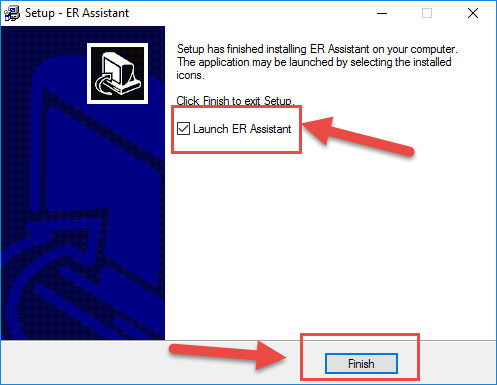 Setup - ER Assistant
Setup has finished installing ER Assistant on your computer.
The application may be launched by selecting the installed
icons.
Click Finish to exit Setup.
Launch ER Assistant
Finish